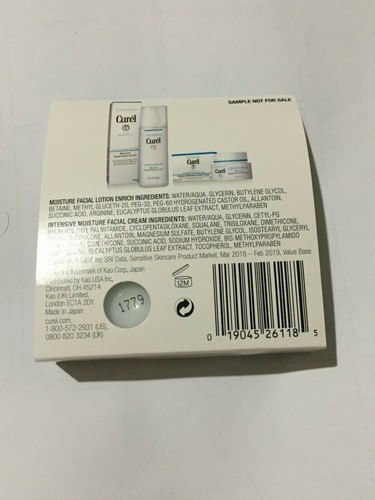 SAMPLE NOT FOR SALE
Curél
Curél
Curél
Curél
MOISTURE FACIAL LOTION ENRICH INGREDIENTS: WATER/AQUA, GLYCERIN, BUTYLENE GLYCOL,
BETAINE, METHYL GLUCETH-20, PEG-32, PEG-60 HYDROGENATED CASTOR OIL, ALLANTOIN,
SUCCINIC ACID, ARGININE, EUCALYPTUS GLOBULUS LEAF EXTRACT, METHYLPARABEN
INTENSIVE MOISTURE FACIAL CREAM INGREDIENTS: WATER/AQUA, GLYCERIN, CETYL-PG
PALMITAMIDE, CYCLOPENTASILOXANE, SQUALANE, TRISILOXANE, DIMETHICONE,
ALLANTOIN, MAGNESIUM SULFATE, BUTYLENE GLYCOL, ISOSTEARYL GLYCERYL
DIMETHICONE, SUCCINIC ACID, SODIUM HYDROXIDE, BIS-METHOXYPROPYLAMIDO
EUCALYPTUS GLOBULUS LEAF EXTRACT, TOCOPHEROL, METHYLPARABEN
SRI Data, Sensitive Skincare Product Market, Mar 2018 – Feb 2019, Value Base
trademark of Kao Corp, Japan
by Kao USA Inc,
Cincinnati, OH 45214
Kao (UK) Limited,
London EC1A 2DY.
Made in Japan
curel.com,
1-800-572-2931 (US),
0800 820 3234 (UK)
1779
12M
0 19045 26118 5